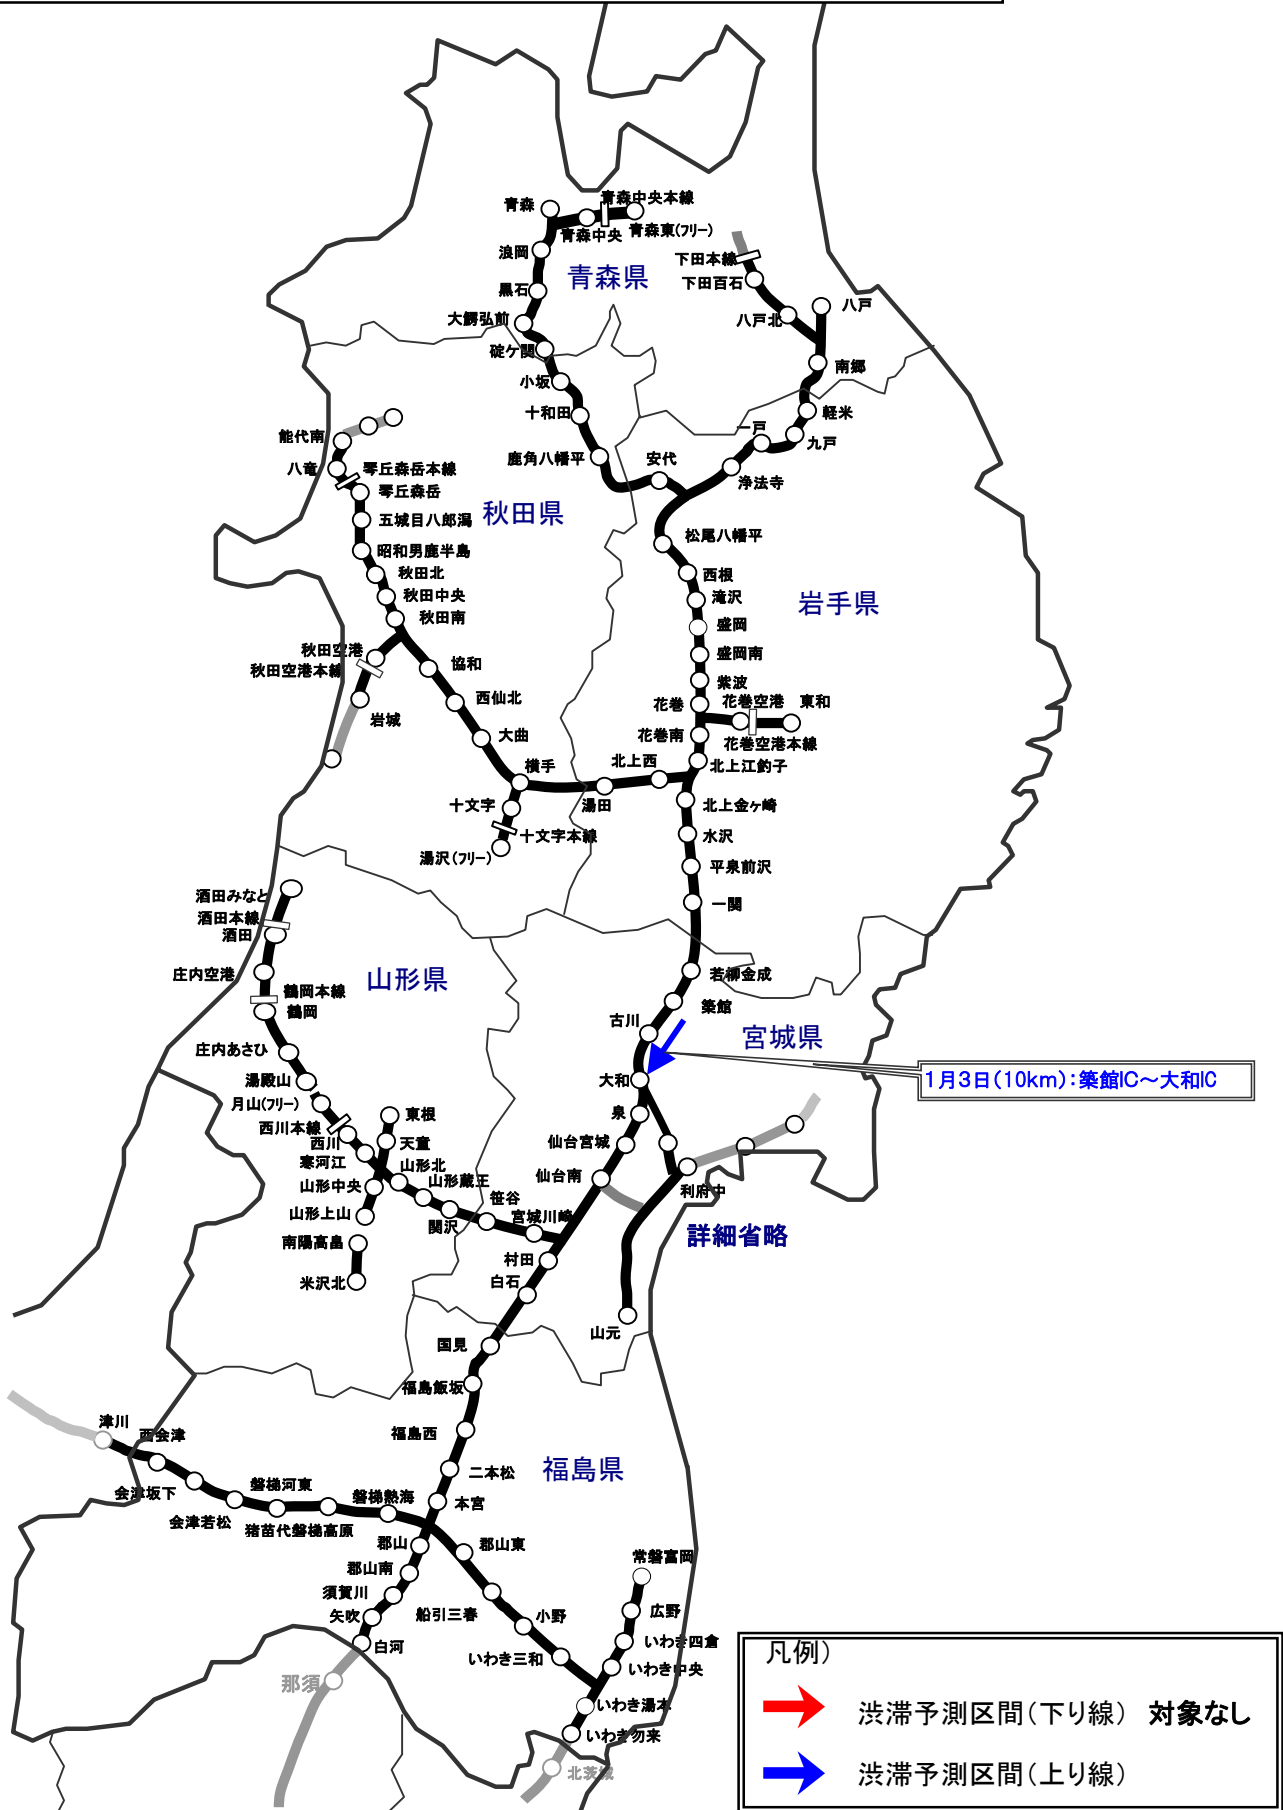 青森
青森中央本線
青森中央
青森東(フリー)
浪岡
青森県
下田本線
下田百石
黒石
八戸北
八戸
大鰐弘前
碇ケ関
南郷
小坂
十和田
軽米
一戸
九戸
能代南
鹿角八幡平
安代
浄法寺
八竜
琴丘森岳本線
琴丘森岳
秋田県
五城目八郎潟
松尾八幡平
昭和男鹿半島
秋田北
西根
秋田中央
滝沢
岩手県
秋田南
盛岡
秋田空港
秋田空港本線
盛岡南
協和
紫波
西仙北
花巻
花巻空港
東和
岩城
大曲
花巻南
花巻空港本線
横手
北上西
北上江釣子
十文字
湯田
北上金ヶ崎
十文字本線
水沢
湯沢(フリー)
平泉前沢
酒田みなと
一関
酒田本線
酒田
庄内空港
山形県
若柳金成
鶴岡本線
鶴岡
築館
古川
宮城県
庄内あさひ
湯殿山
大和
1月3日(10km):築館IC～大和IC
月山(フリー)
東根
泉
西川本線
西川
天童
仙台宮城
寒河江
山形北
山形中央
山形蔵王
仙台南
利府中
笹谷
山形上山
関沢
宮城川崎
詳細省略
南陽高畠
村田
米沢北
白石
山元
国見
福島飯坂
津川
西会津
福島西
福島県
会津坂下
磐梯河東
二本松
磐梯熱海
本宮
会津若松
猪苗代磐梯高原
郡山
郡山東
常磐富岡
郡山南
須賀川
船引三春
小野
広野
矢吹
白河
いわき三和
いわき四倉
いわき中央
那須
いわき湯本
いわき勿来
北茨城
凡例)
渋滞予測区間(下り線) 対象なし
渋滞予測区間(上り線)